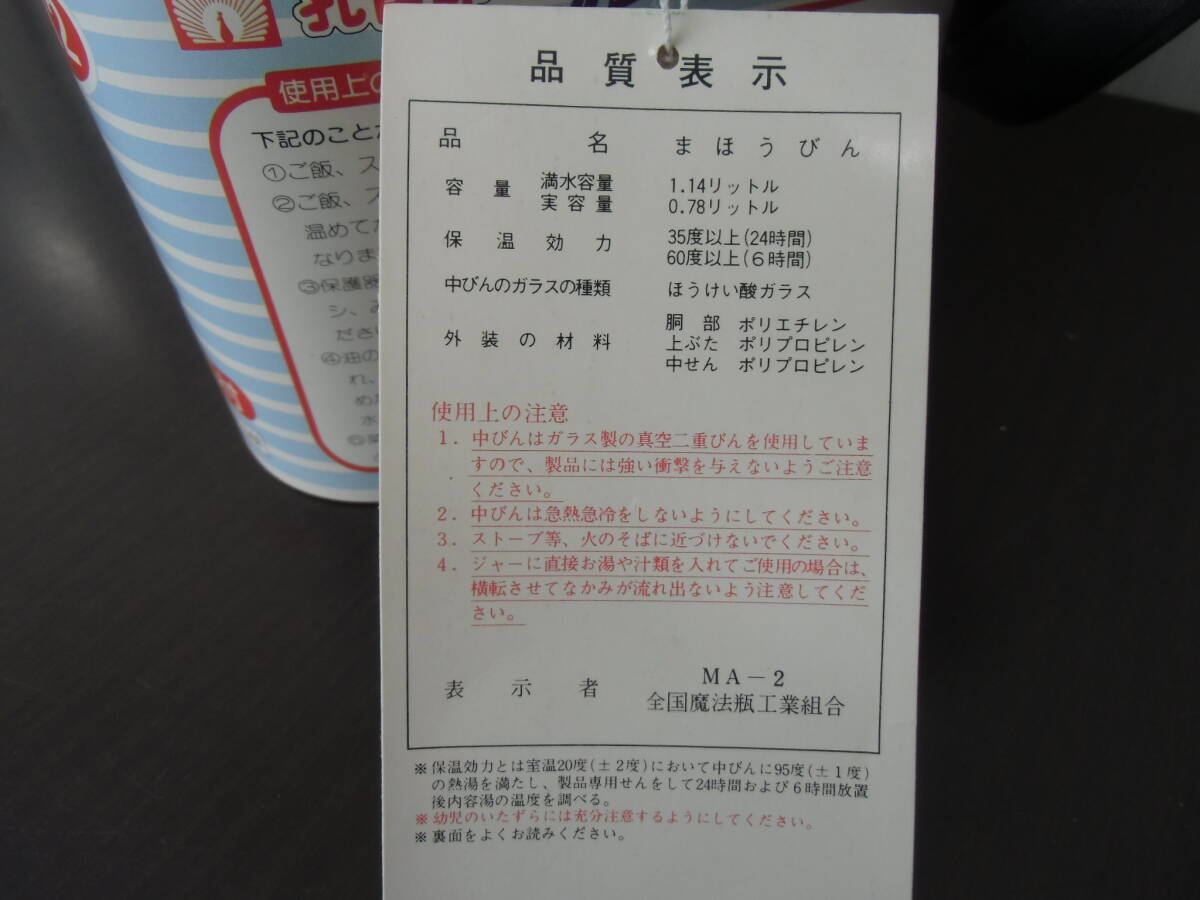 使用上の
下記のことが
①ご飯、ス
②ご飯、ス
温めてか
なりま
③保護器
シ、み
ださい
④油の
れ、
めた
水
品質表示
品名 まほうびん
容量 満水容量 1.14リットル
実容量 0.78リットル
保温効力 35度以上(24時間)
60度以上(6時間)
中びんのガラスの種類 ほうけい酸ガラス
外装の材料 胴部 ポリエチレン
上ぶた ポリプロピレン
中せん ポリプロピレン
使用上の注意
1. 中びんはガラス製の真空二重びんを使用していま
すので、製品には強い衝撃を与えないようご注意
ください。
2. 中びんは急熱急冷をしないようにしてください。
3. ストーブ等、火のそばに近づけないでください。
4. ジャーに直接お湯や汁類を入れてご使用の場合は、
横転させてなかみが流れ出ないよう注意してくだ
さい。
表示者 MA-2
全国魔法瓶工業組合
※保温効力とは室温20度(±2度)において中びんに95度(±1度)
の熱湯を満たし、製品専用せんをして24時間および6時間放置
後内容湯の温度を調べる。
※幼児のいたずらには充分注意するようにしてください。
※裏面をよくお読みください。